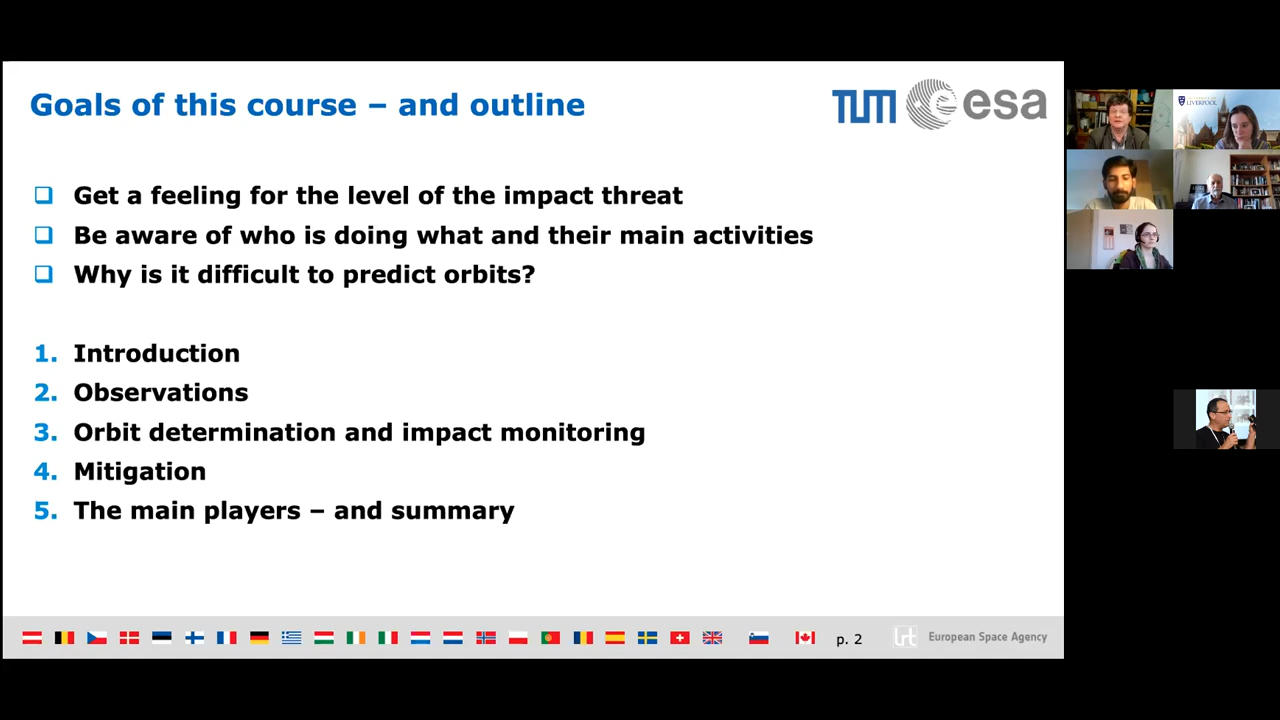 Goals of this course – and outline
TUM esa
Get a feeling for the level of the impact threat
Be aware of who is doing what and their main activities
Why is it difficult to predict orbits?
1. Introduction
2. Observations
3. Orbit determination and impact monitoring
4. Mitigation
5. The main players – and summary
p. 2
lrt European Space Agency
LIVERPOOL